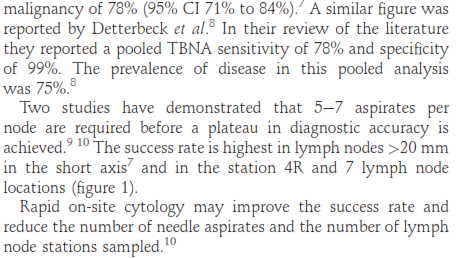 malignancy of 78% (95% CI 71% to 84%).⁷ A similar figure was
reported by Detterbeck et al.⁸ In their review of the literature
they reported a pooled TBNA sensitivity of 78% and specificity
of 99%. The prevalence of disease in this pooled analysis
was 75%.⁸
Two studies have demonstrated that 5–7 aspirates per
node are required before a plateau in diagnostic accuracy is
achieved.⁹ ¹⁰ The success rate is highest in lymph nodes >20 mm
in the short axis⁷ and in the station 4R and 7 lymph node
locations (figure 1).
Rapid on-site cytology may improve the success rate and
reduce the number of needle aspirates and the number of lymph
node stations sampled.¹⁰